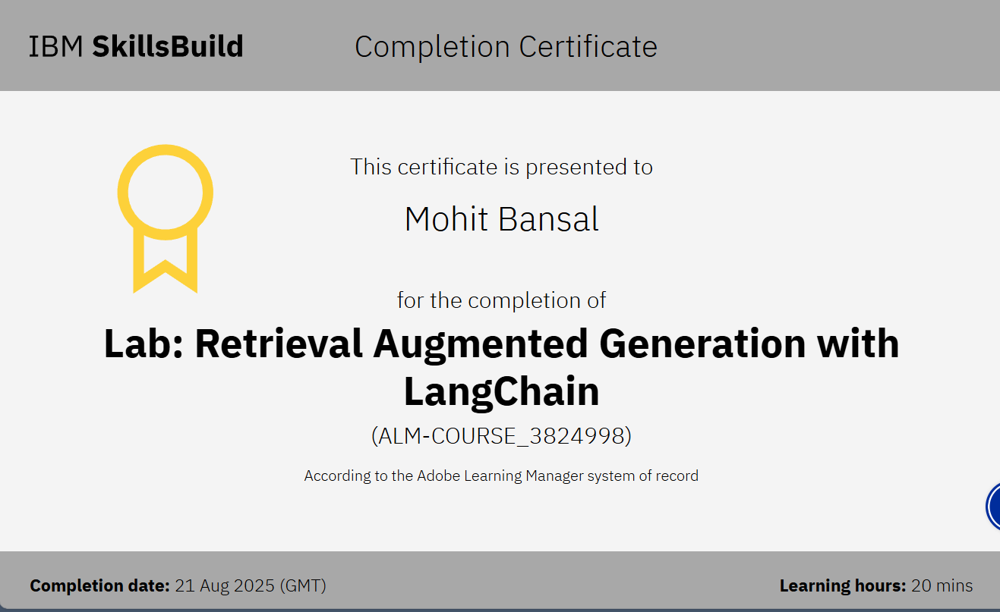 IBM SkillsBuild
Completion Certificate
This certificate is presented to
Mohit Bansal
for the completion of
Lab: Retrieval Augmented Generation with
LangChain
(ALM-COURSE_3824998)
According to the Adobe Learning Manager system of record
Completion date: 21 Aug 2025 (GMT)
Learning hours: 20 mins